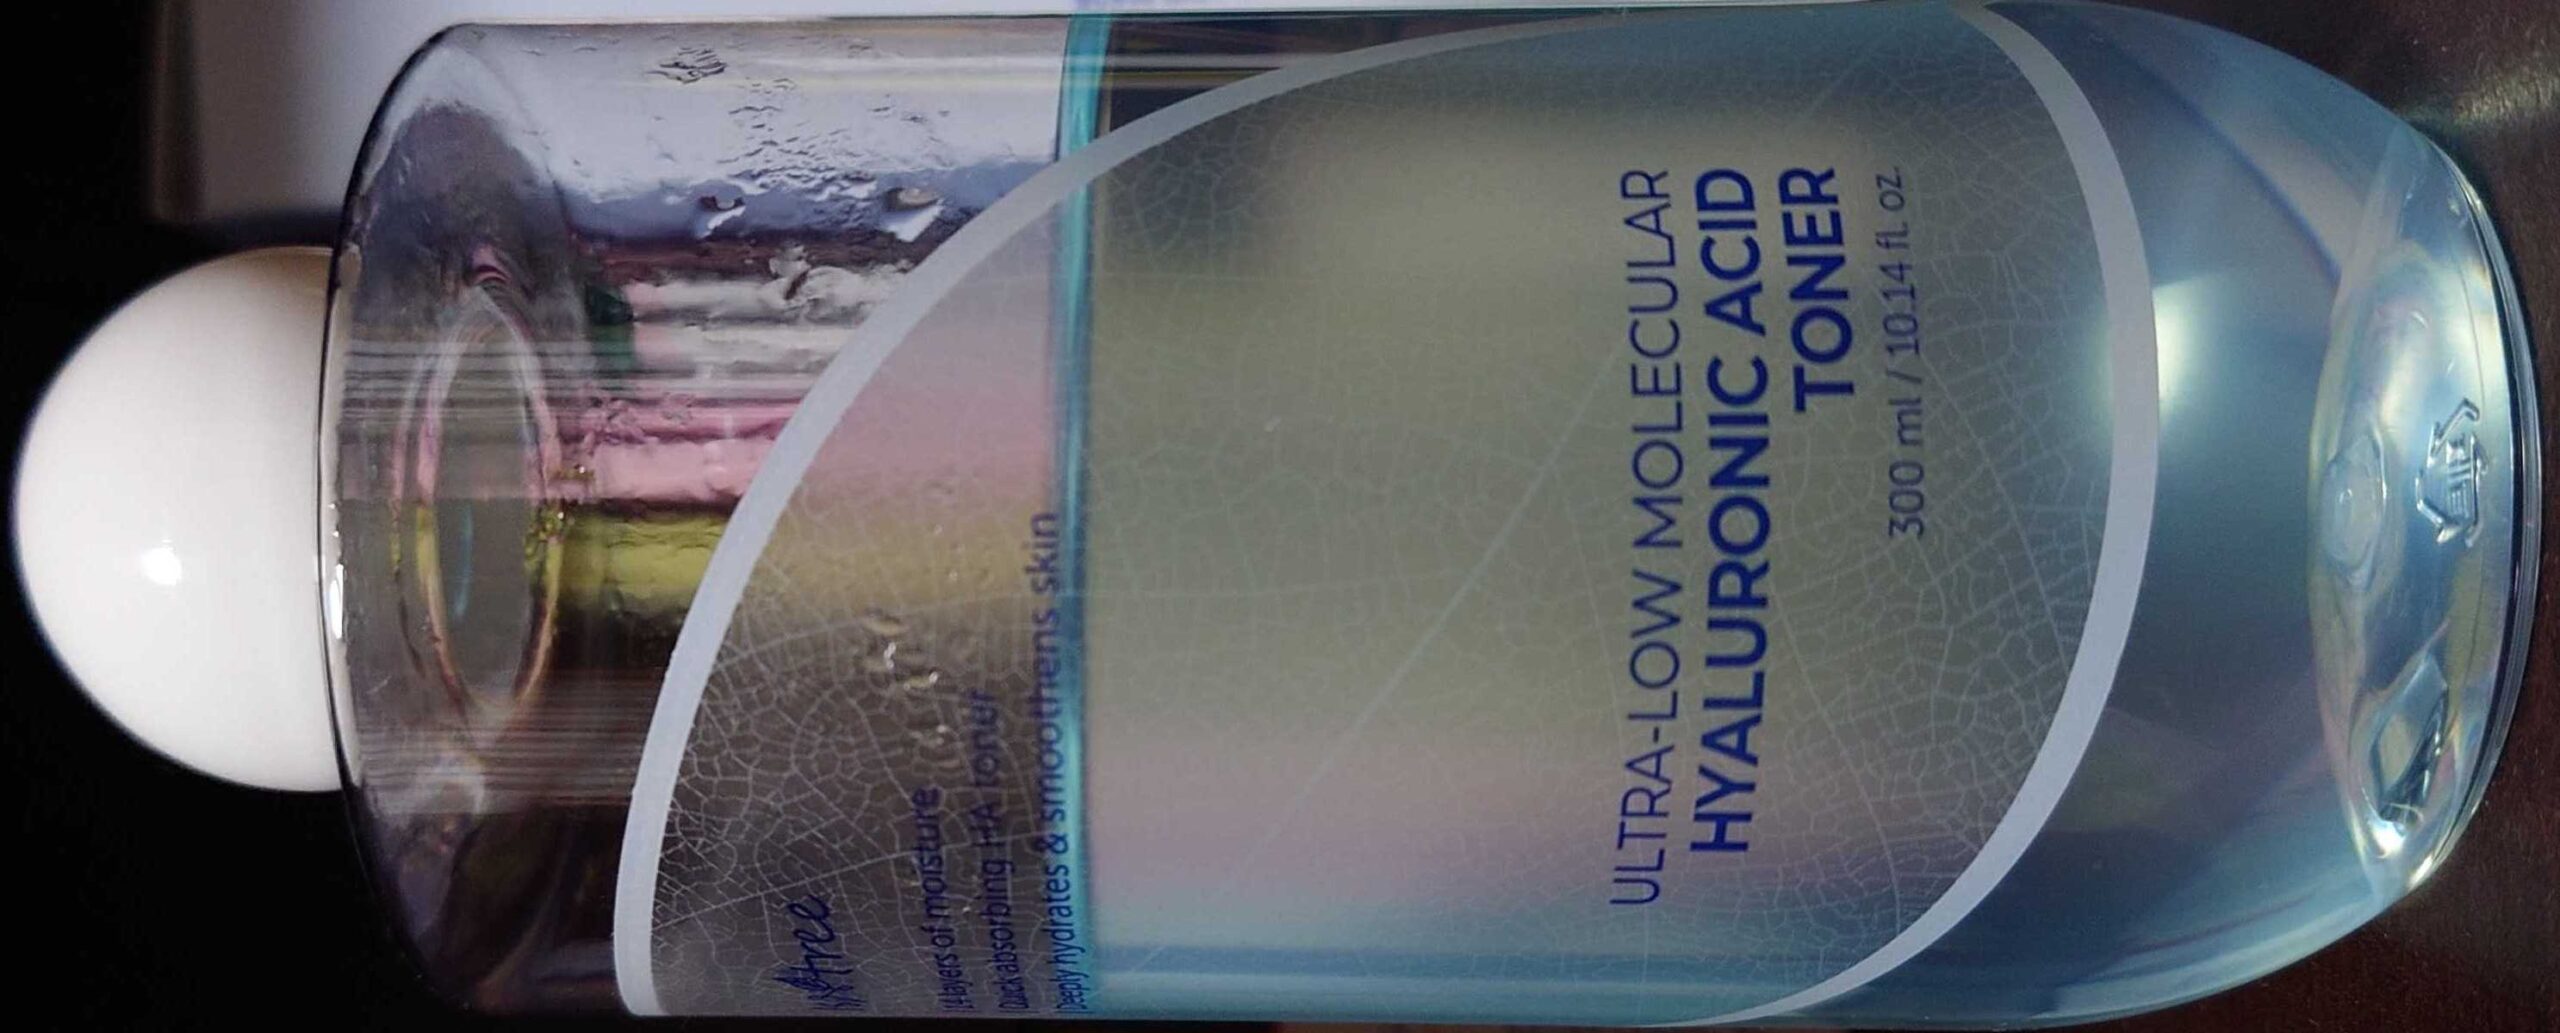 14 layers of moisture
Quick absorbing HA toner
Deeply hydrates & smoothens skin
ULTRA-LOW MOLECULAR
HYALURONIC ACID
TONER
300 ml / 10.14 fl. oz.